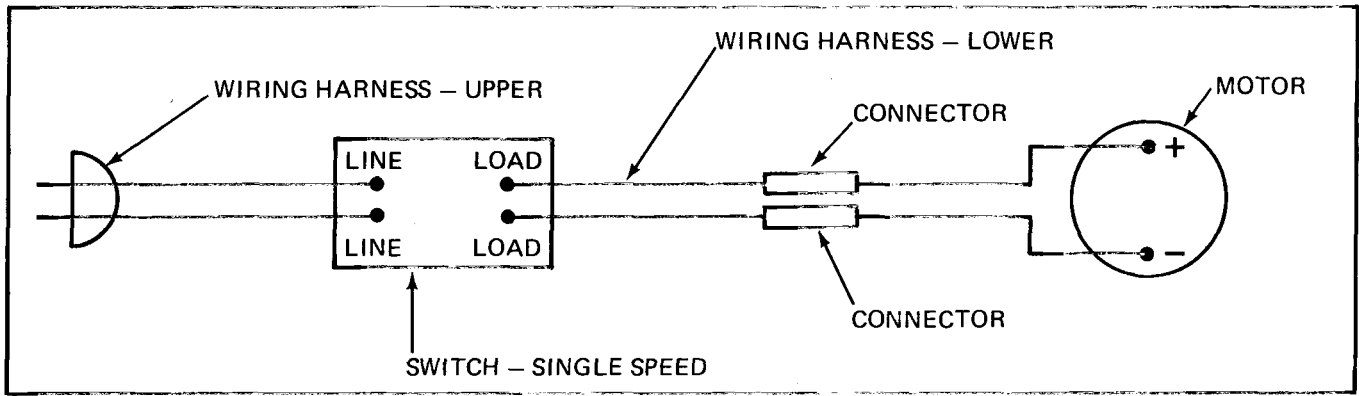 WIRING HARNESS – LOWER
WIRING HARNESS – UPPER
CONNECTOR
MOTOR
LINE LOAD
+
LINE LOAD
–
CONNECTOR
SWITCH – SINGLE SPEED